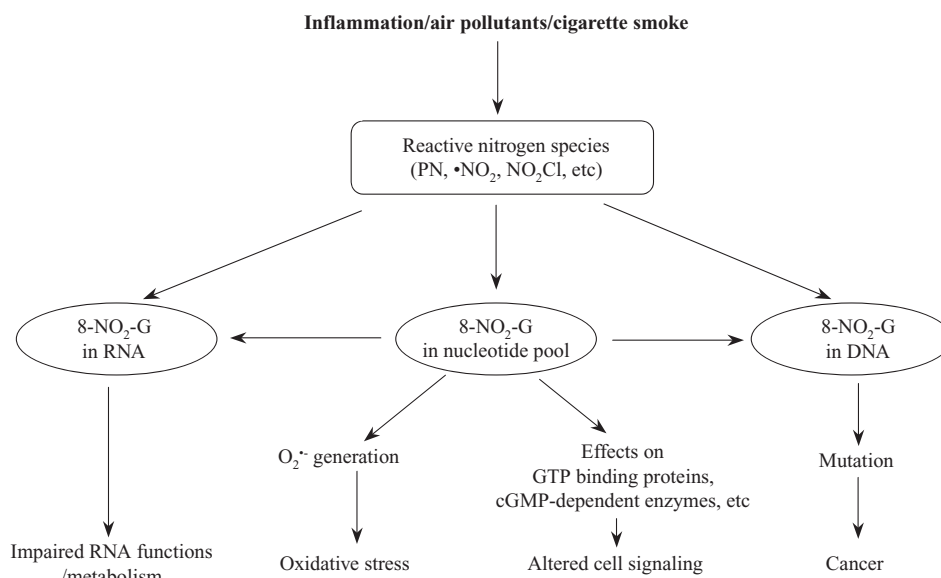 Inflammation/air pollutants/cigarette smoke
Reactive nitrogen species
(PN, •NO₂, NO₂Cl, etc)
8-NO₂-G
in RNA
8-NO₂-G
in nucleotide pool
8-NO₂-G
in DNA
O₂•- generation
Effects on
GTP binding proteins,
cGMP-dependent enzymes, etc
Mutation
Impaired RNA functions
/metabolism
Oxidative stress
Altered cell signaling
Cancer